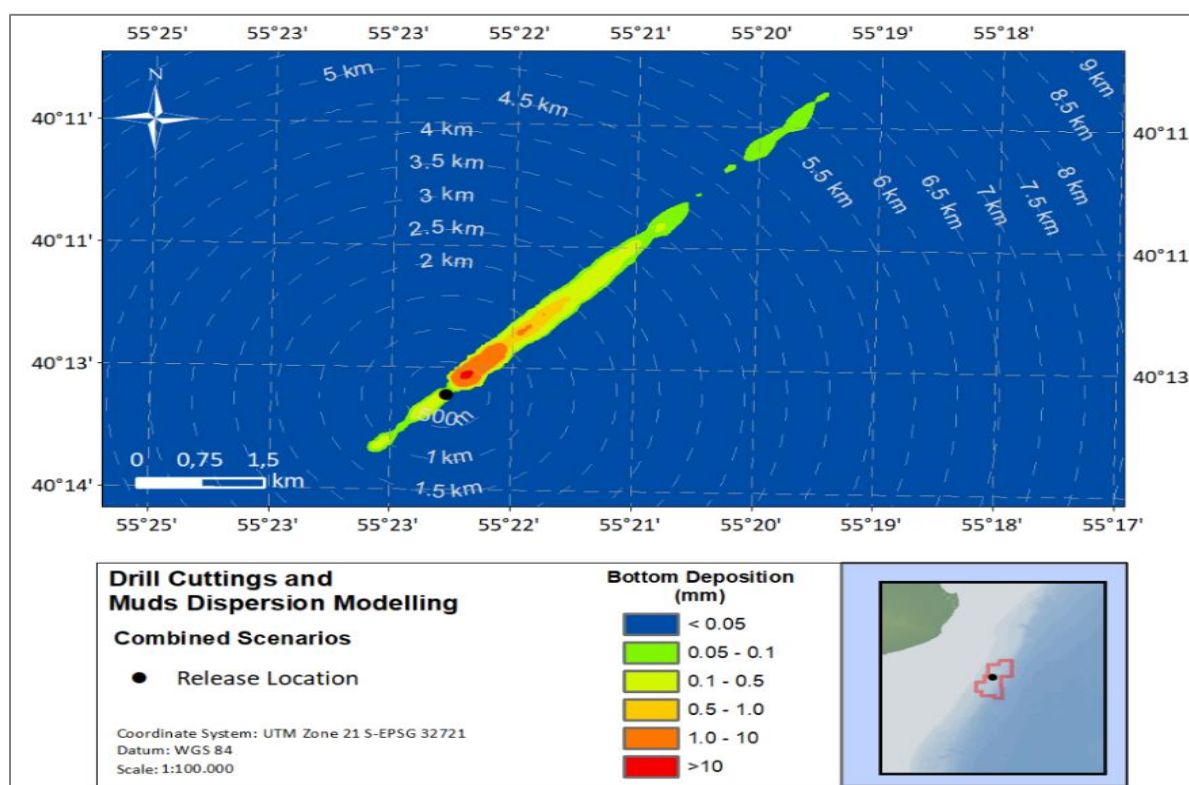 55°25' 55°23' 55°23' 55°22' 55°21' 55°20' 55°19' 55°18'
N
5 km
4.5 km
9 km
8.5 km
40°11'
4 km
40°11'
3.5 km
5.5 km
6 km
6.5 km
7 km
7.5 km
8 km
3 km
2.5 km
40°11'
40°11'
2 km
40°13'
40°13'
500m
0 0,75 1,5
km
1 km
1.5 km
40°14'
55°25' 55°23' 55°23' 55°22' 55°21' 55°20' 55°19' 55°18' 55°17'
Drill Cuttings and
Muds Dispersion Modelling
Combined Scenarios
Release Location
Coordinate System: UTM Zone 21 S-EPSG 32721
Datum: WGS 84
Scale: 1:100.000
Bottom Deposition
(mm)
< 0.05
0.05 - 0.1
0.1 - 0.5
0.5 - 1.0
1.0 - 10
>10